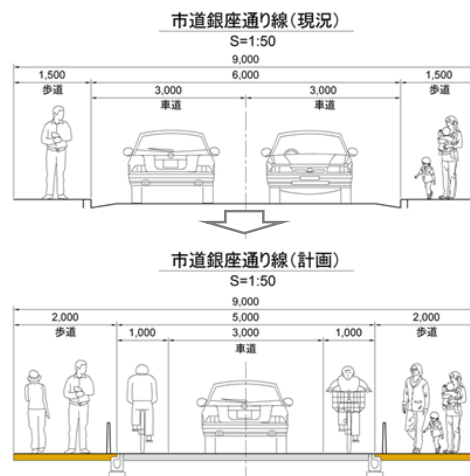 市道銀座通り線(現況)
S=1:50
9,000
1,500 6,000 1,500
歩道 歩道
3,000 3,000
車道 車道
市道銀座通り線(計画)
S=1:50
9,000
2,000 5,000 2,000
歩道 歩道
1,000 3,000 1,000
車道